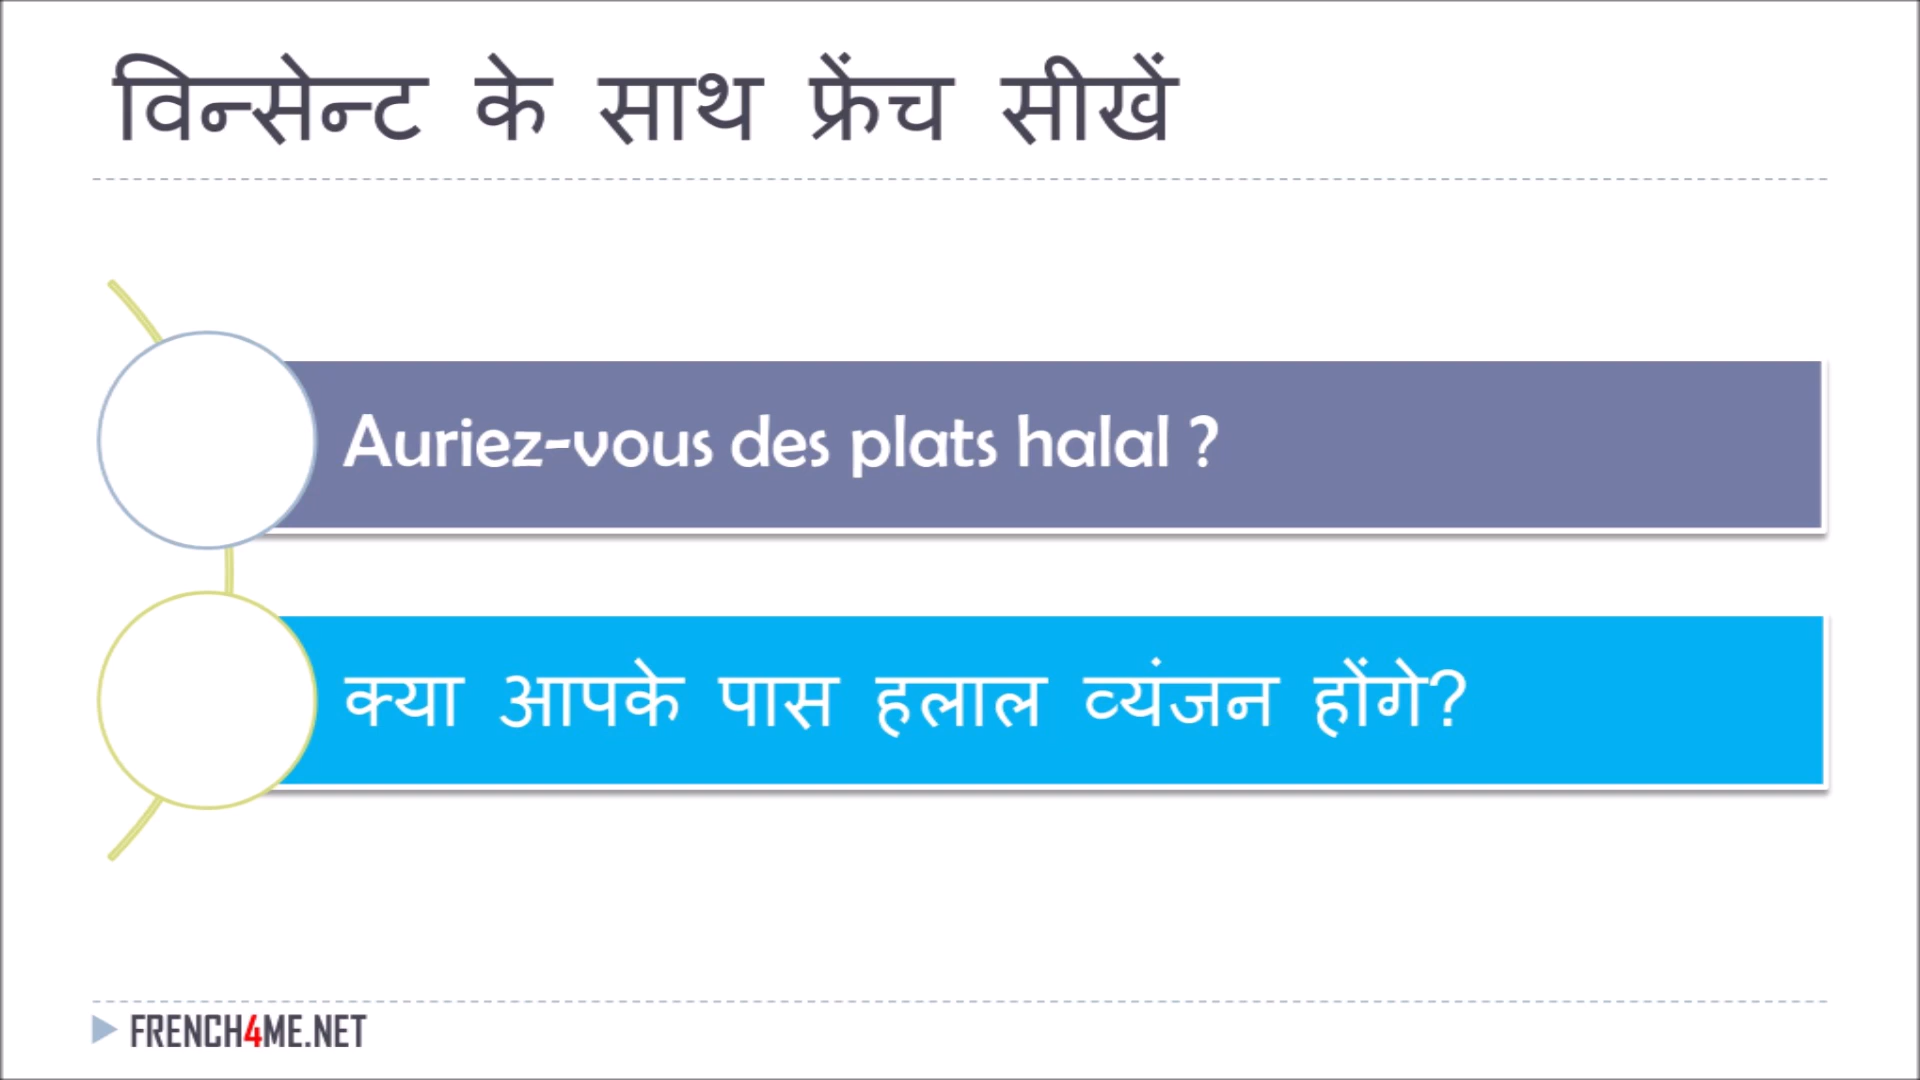 विन्सेन्ट के साथ फ्रेंच सीखें
Auriez-vous des plats halal ?
क्या आपके पास हलाल व्यंजन होंगे?
FRENCH4ME.NET